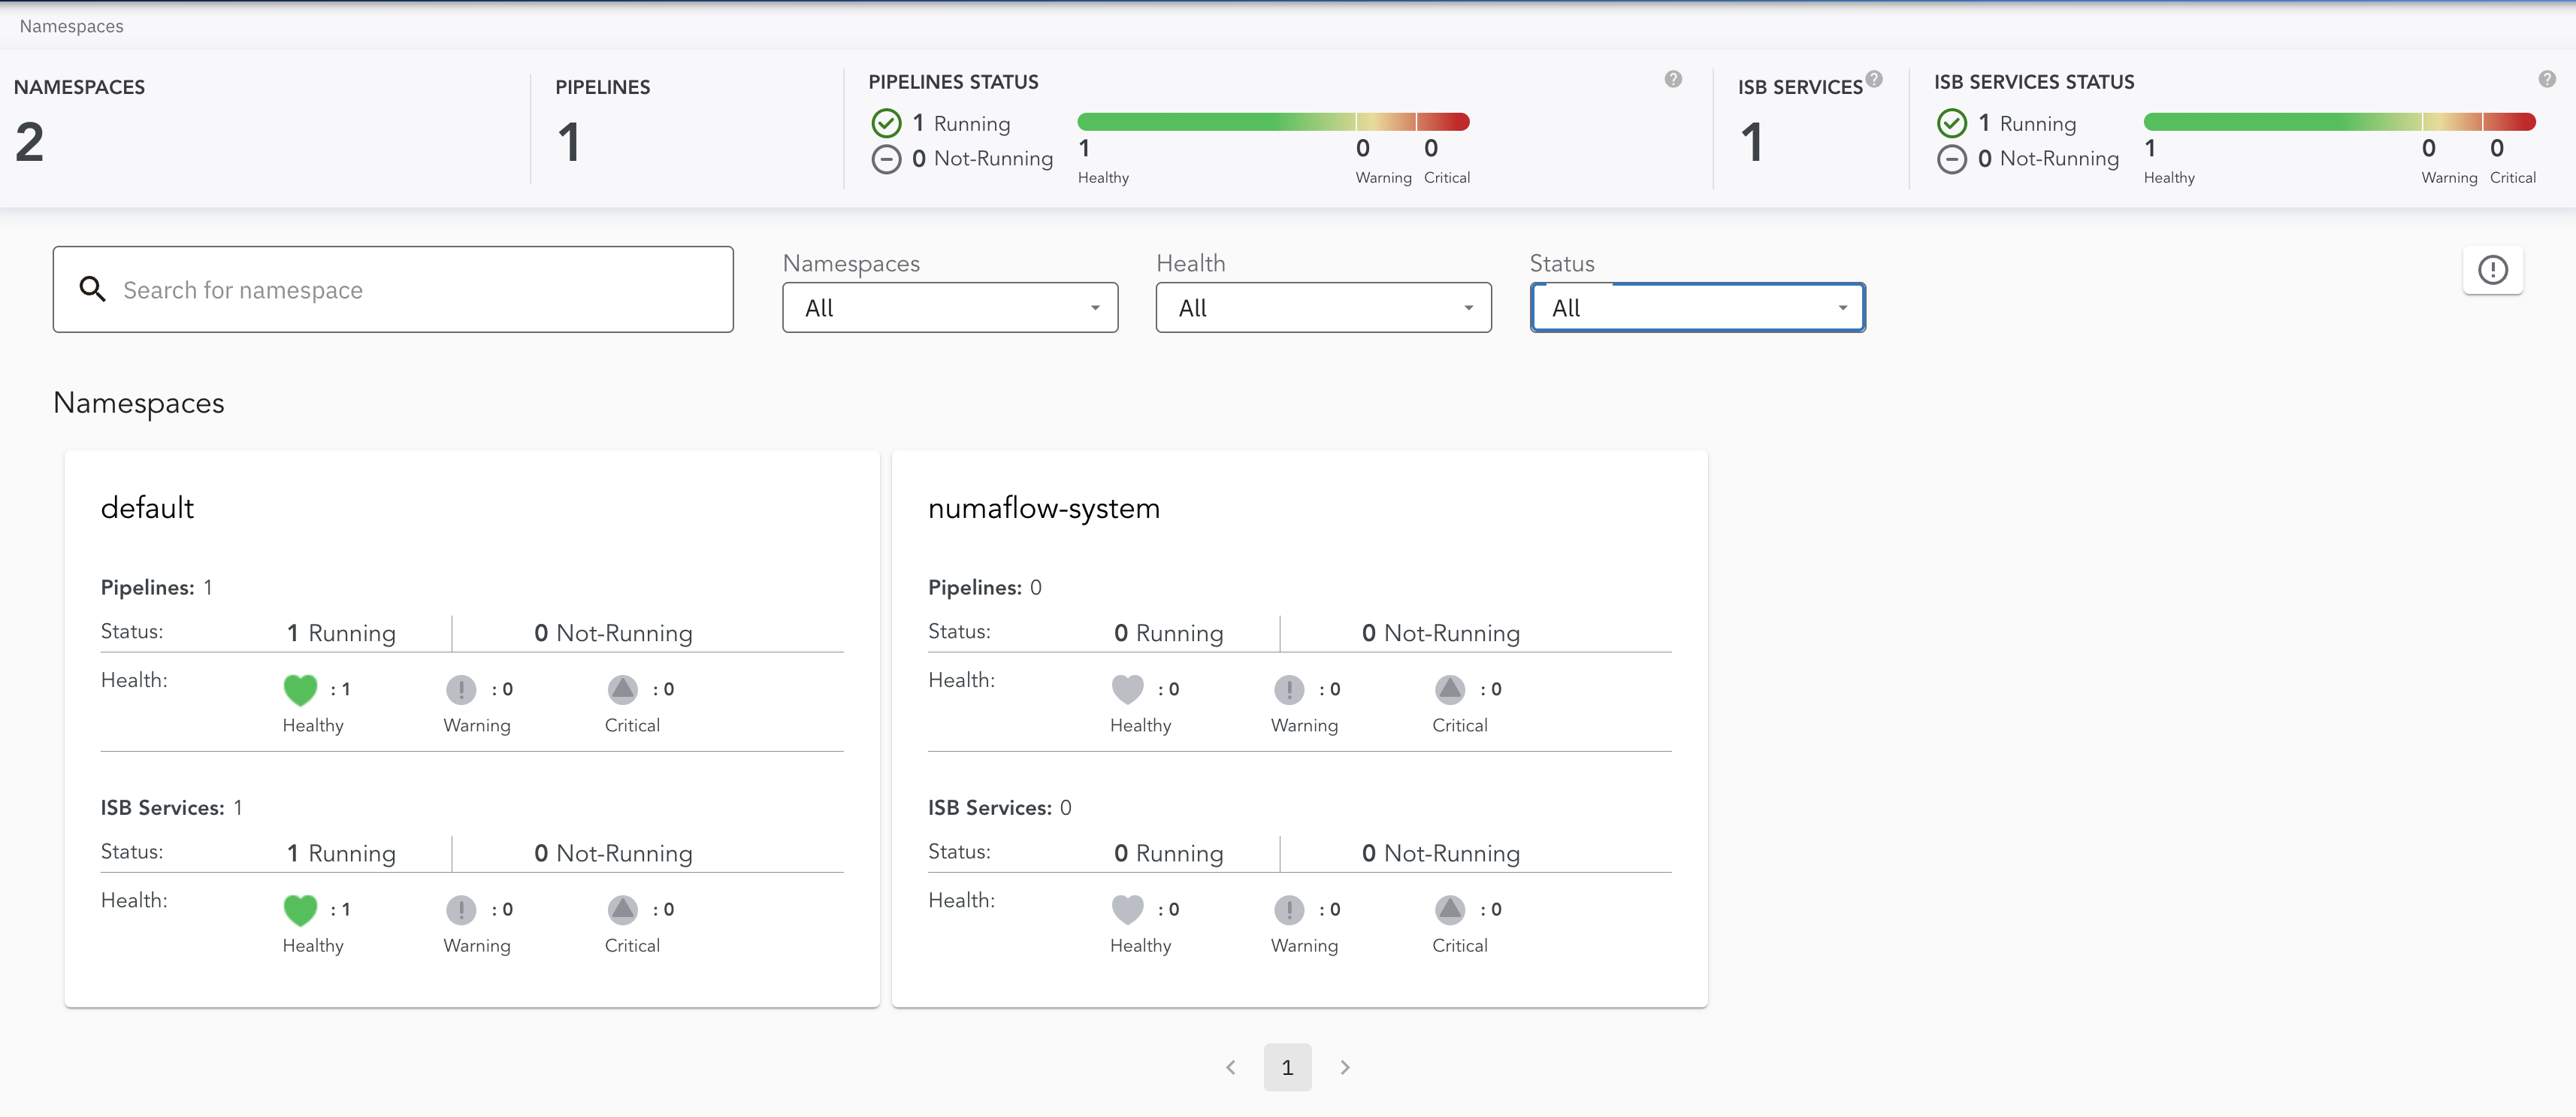 Namespaces
NAMESPACES
2
PIPELINES
1
PIPELINES STATUS
1 Running
0 Not-Running
1 0 0
Healthy Warning Critical
ISB SERVICES
1
ISB SERVICES STATUS
1 Running
0 Not-Running
1 0 0
Healthy Warning Critical
Search for namespace
Namespaces
All
Health
All
Status
All
Namespaces
default
Pipelines: 1
Status: 1 Running 0 Not-Running
Health: : 1 : 0 : 0
Healthy Warning Critical
ISB Services: 1
Status: 1 Running 0 Not-Running
Health: : 1 : 0 : 0
Healthy Warning Critical
numaflow-system
Pipelines: 0
Status: 0 Running 0 Not-Running
Health: : 0 : 0 : 0
Healthy Warning Critical
ISB Services: 0
Status: 0 Running 0 Not-Running
Health: : 0 : 0 : 0
Healthy Warning Critical
1